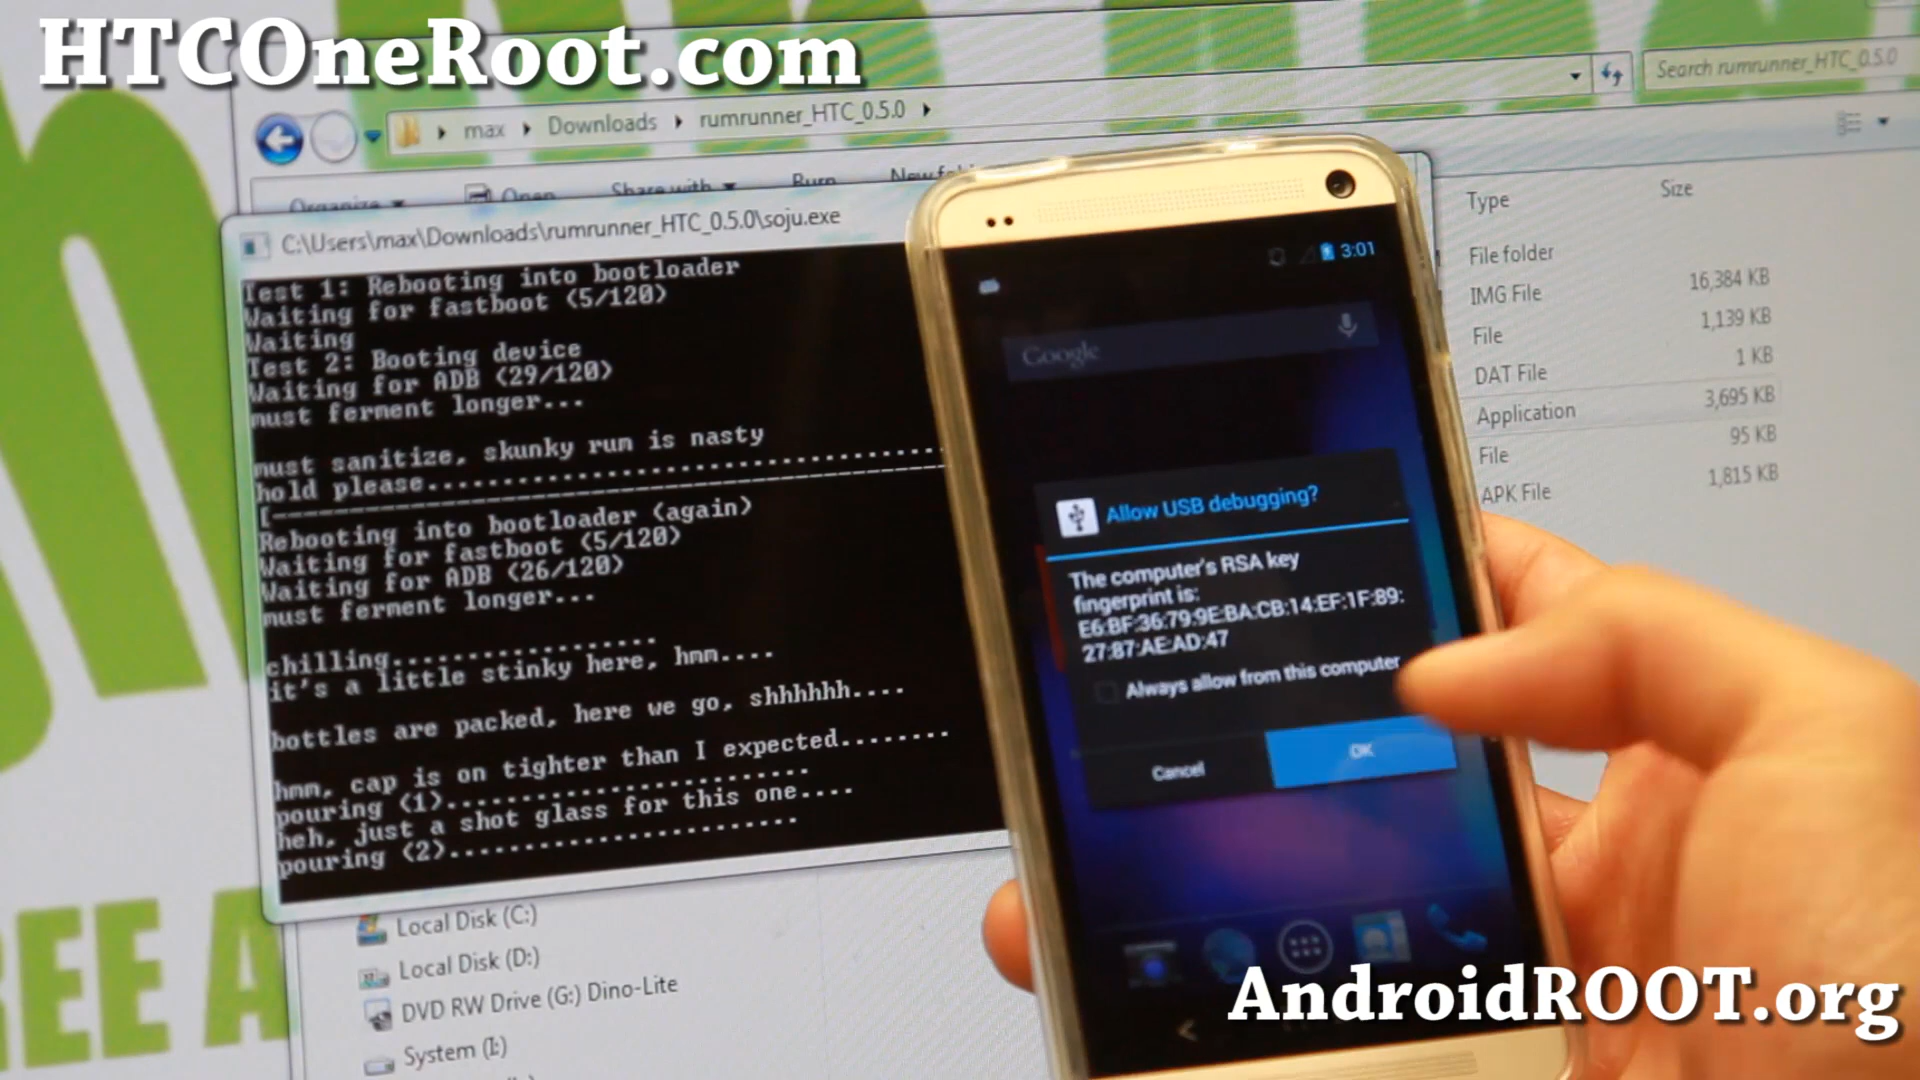 HTCOneRoot.com
max
Downloads
rumrunner_HTC_0.5.0
Search rumrunner_HTC_0.5.0
Organize
Open
Share with
Burn
C:\Users\max\Downloads\rumrunner_HTC_0.5.0\soju.exe
Test 1: Rebooting into bootloader
Waiting for fastboot (5/120)
Waiting
Test 2: Booting device
Waiting for ADB (29/120)
must ferment longer...
must sanitize, skunky rum is nasty
hold please......................................
[------------------------------------------------
Rebooting into bootloader (again)
Waiting for fastboot (5/120)
Waiting for ADB (26/120)
must ferment longer...
chilling..................
it's a little stinky here, hmm....
bottles are packed, here we go, shhhhhh....
hmm, cap is on tighter than I expected........
pouring (1).........................
heh, just a shot glass for this one....
pouring (2)........................
Type
Size
File folder
IMG File
16,384 KB
File
1,139 KB
DAT File
1 KB
Application
3,695 KB
File
95 KB
APK File
1,815 KB
3:01
Google
Allow USB debugging?
The computer's RSA key
fingerprint is:
E6:BF:36:79:9E:BA:CB:14:EF:1F:89:
27:87:AE:AD:47
Always allow from this computer
Cancel
OK
Local Disk (C:)
Local Disk (D:)
DVD RW Drive (G:) Dino-Lite
System (I:)
REE A
AndroidROOT.org